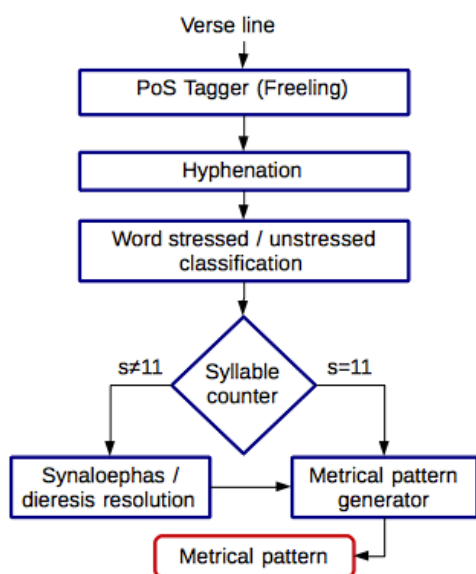 Verse line
PoS Tagger (Freeling)
Hyphenation
Word stressed / unstressed
classification
s≠11
Syllable
counter
s=11
Synaloephas /
dieresis resolution
Metrical pattern
generator
Metrical pattern